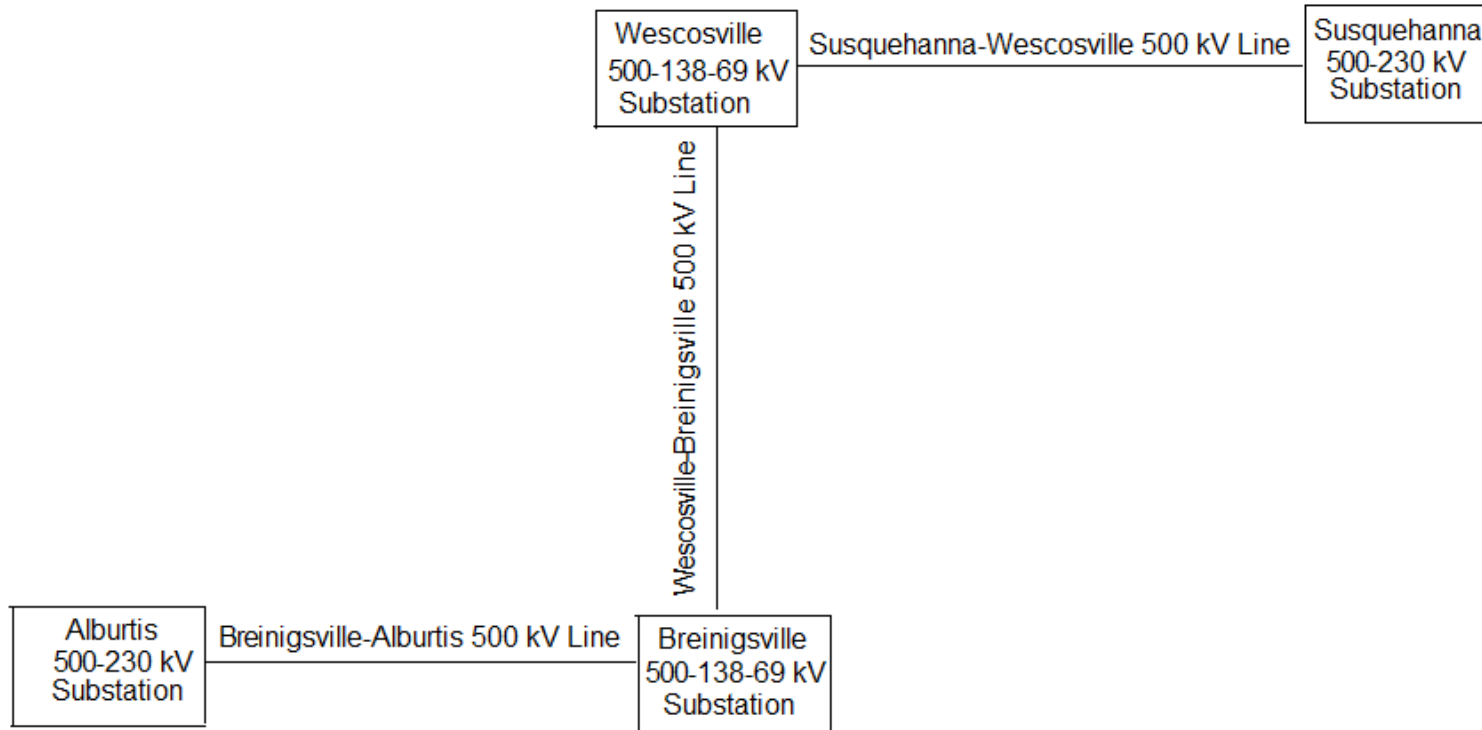 Wescosville
500-138-69 kV
Substation
Susquehanna-Wescosville 500 kV Line
Susquehanna
500-230 kV
Substation
Wescosville-Breinigsville 500 kV Line
Alburtis
500-230 kV
Substation
Breinigsville-Alburtis 500 kV Line
Breinigsville
500-138-69 kV
Substation